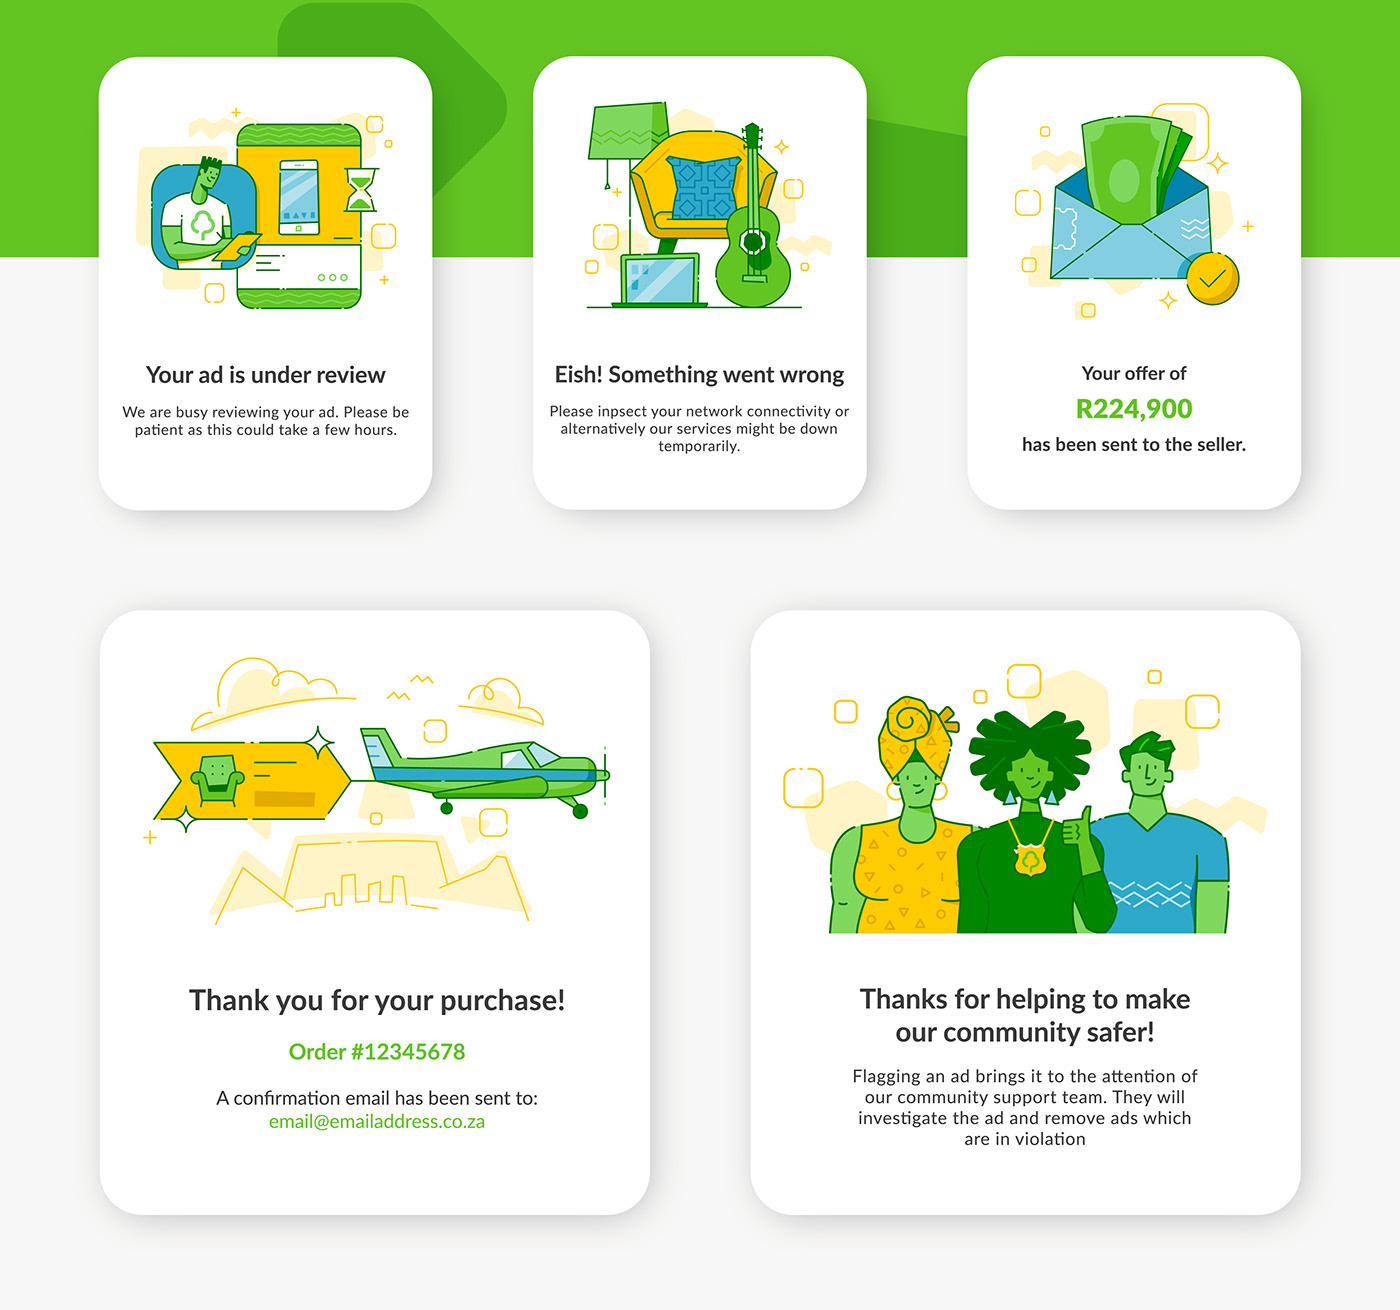 Your ad is under review
We are busy reviewing your ad. Please be
patient as this could take a few hours.
Eish! Something went wrong
Please inpsect your network connectivity or
alternatively our services might be down
temporarily.
Your offer of
R224,900
has been sent to the seller.
Thank you for your purchase!
Order #12345678
A confirmation email has been sent to:
email@emailaddress.co.za
Thanks for helping to make
our community safer!
Flagging an ad brings it to the attention of
our community support team. They will
investigate the ad and remove ads which
are in violation